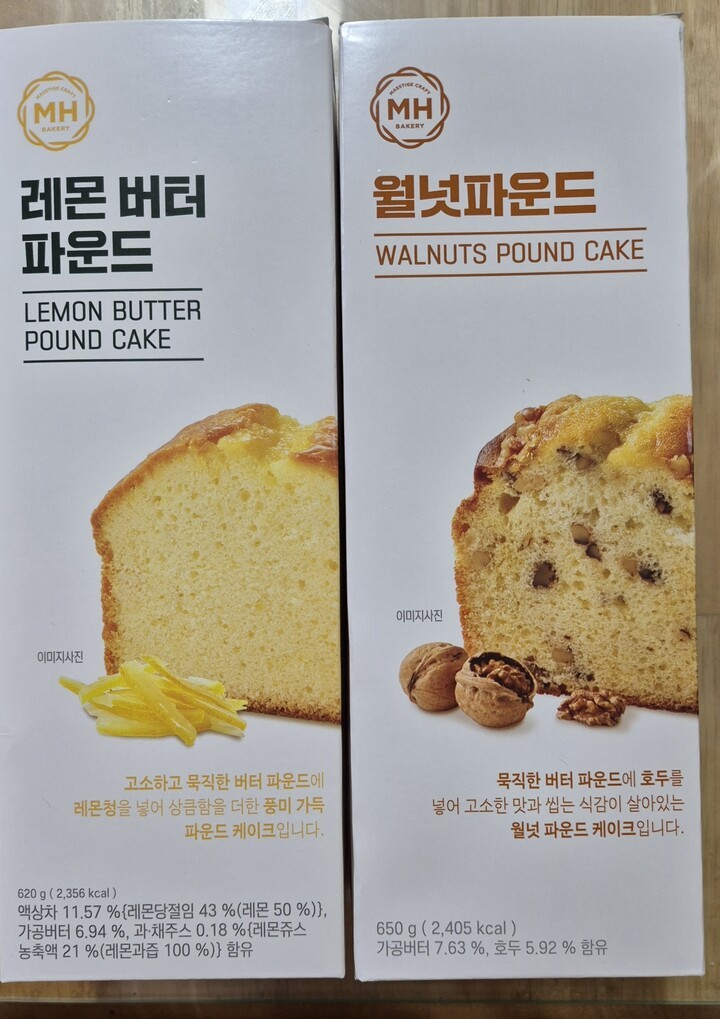 MASSTIGE CRAFT
MH
BAKERY
레몬 버터
파운드
LEMON BUTTER
POUND CAKE
이미지사진
고소하고 묵직한 버터 파운드에
레몬청을 넣어 상큼함을 더한 풍미 가득
파운드 케이크입니다.
620 g ( 2,356 kcal )
액상차 11.57 %{레몬당절임 43 %(레몬 50 %)},
가공버터 6.94 %, 과·채주스 0.18 %{레몬쥬스
농축액 21 %(레몬과즙 100 %)} 함유
MASSTIGE CRAFT
MH
BAKERY
월넛파운드
WALNUTS POUND CAKE
이미지사진
묵직한 버터 파운드에 호두를
넣어 고소한 맛과 씹는 식감이 살아있는
월넛 파운드 케이크입니다.
650 g ( 2,405 kcal )
가공버터 7.63 %, 호두 5.92 % 함유